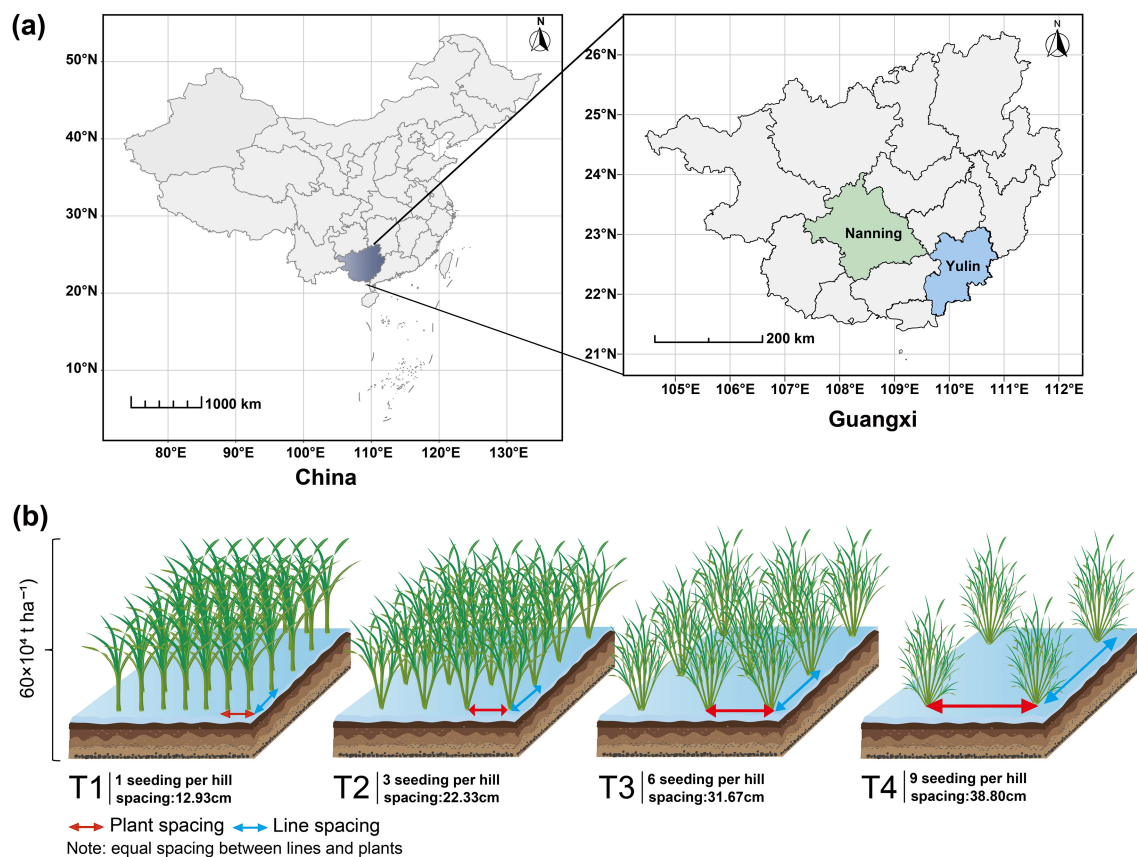 (a)
N
50°N
40°N
30°N
20°N
10°N
1000 km
80°E 90°E 100°E 110°E 120°E 130°E
China
N
26°N
25°N
24°N
23°N
22°N
21°N
Nanning
Yulin
200 km
105°E 106°E 107°E 108°E 109°E 110°E 111°E 112°E
Guangxi
(b)
60×10⁴ t ha⁻¹
T1 1 seeding per hill
spacing:12.93cm
T2 3 seeding per hill
spacing:22.33cm
T3 6 seeding per hill
spacing:31.67cm
T4 9 seeding per hill
spacing:38.80cm
Plant spacing Line spacing
Note: equal spacing between lines and plants